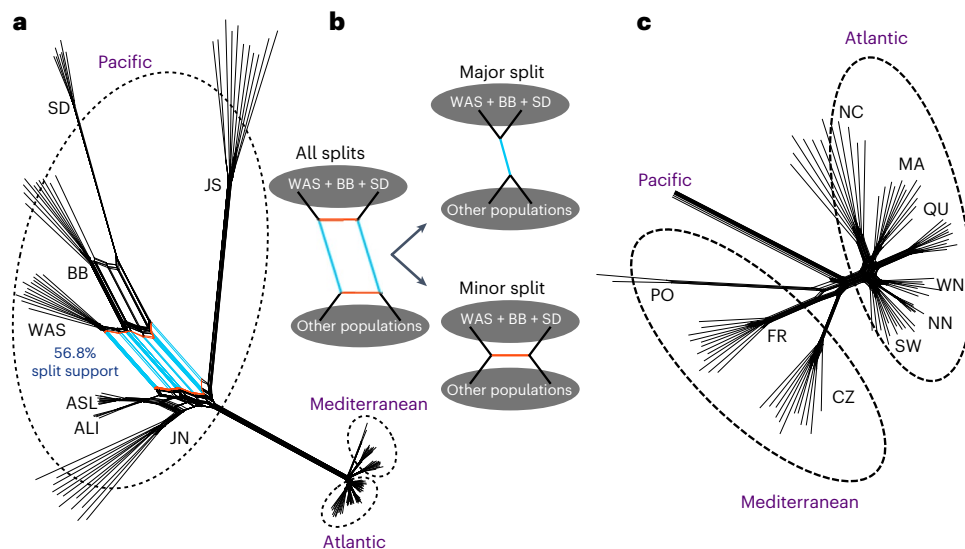 a
Pacific
SD
JS
BB
WAS
56.8%
split support
ASL
ALI
JN
Mediterranean
Atlantic
b
All splits
WAS + BB + SD
Other populations
Major split
WAS + BB + SD
Other populations
Minor split
WAS + BB + SD
Other populations
c
Atlantic
NC
MA
Pacific
QU
PO
WN
NN
FR
SW
CZ
Mediterranean